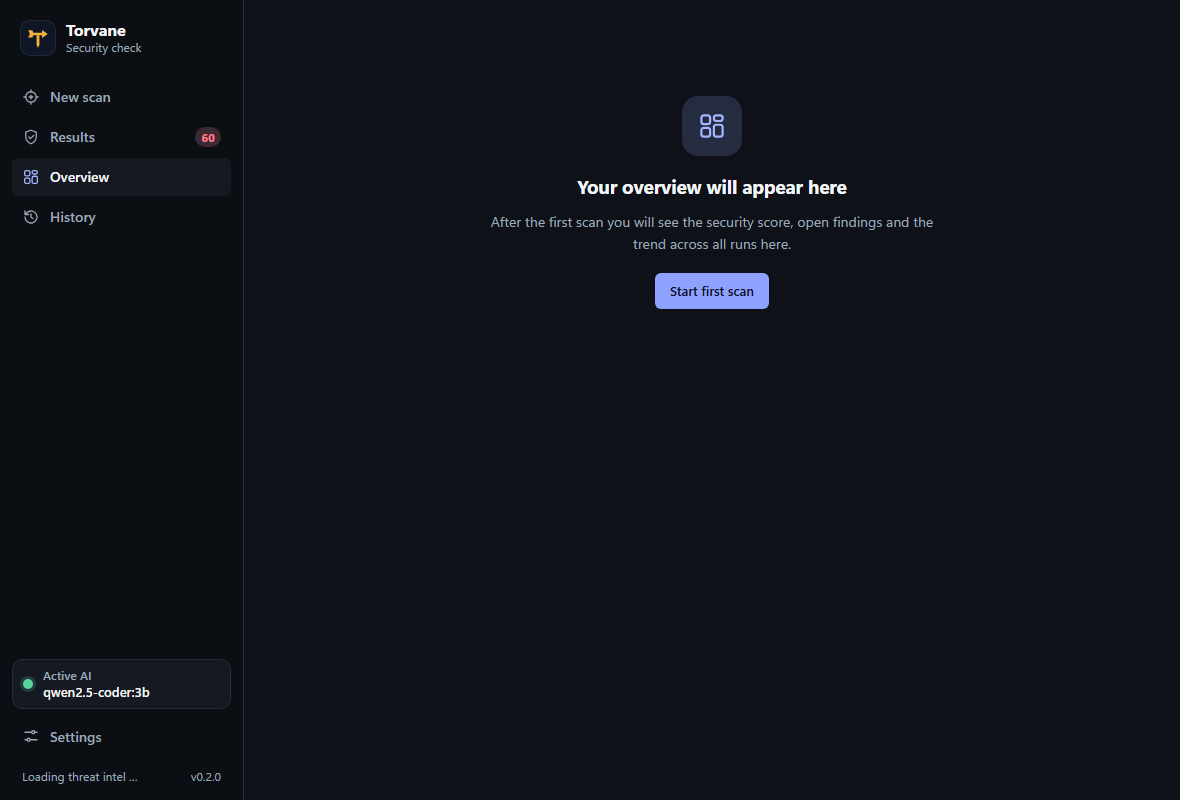 Torvane
Security check
New scan
Results
60
Overview
History
Your overview will appear here
After the first scan you will see the security score, open findings and the
trend across all runs here.
Start first scan
Active AI
qwen2.5-coder:3b
Settings
Loading threat intel ...
v0.2.0